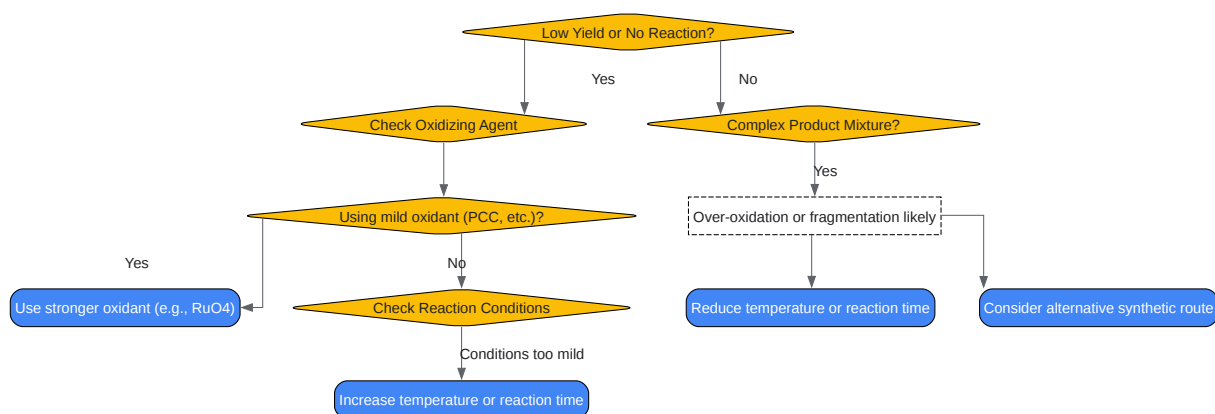 Low Yield or No Reaction?
Yes
No
Check Oxidizing Agent
Complex Product Mixture?
Yes
Using mild oxidant (PCC, etc.)?
Over-oxidation or fragmentation likely
Yes
No
Use stronger oxidant (e.g., RuO4)
Check Reaction Conditions
Reduce temperature or reaction time
Consider alternative synthetic route
Conditions too mild
Increase temperature or reaction time